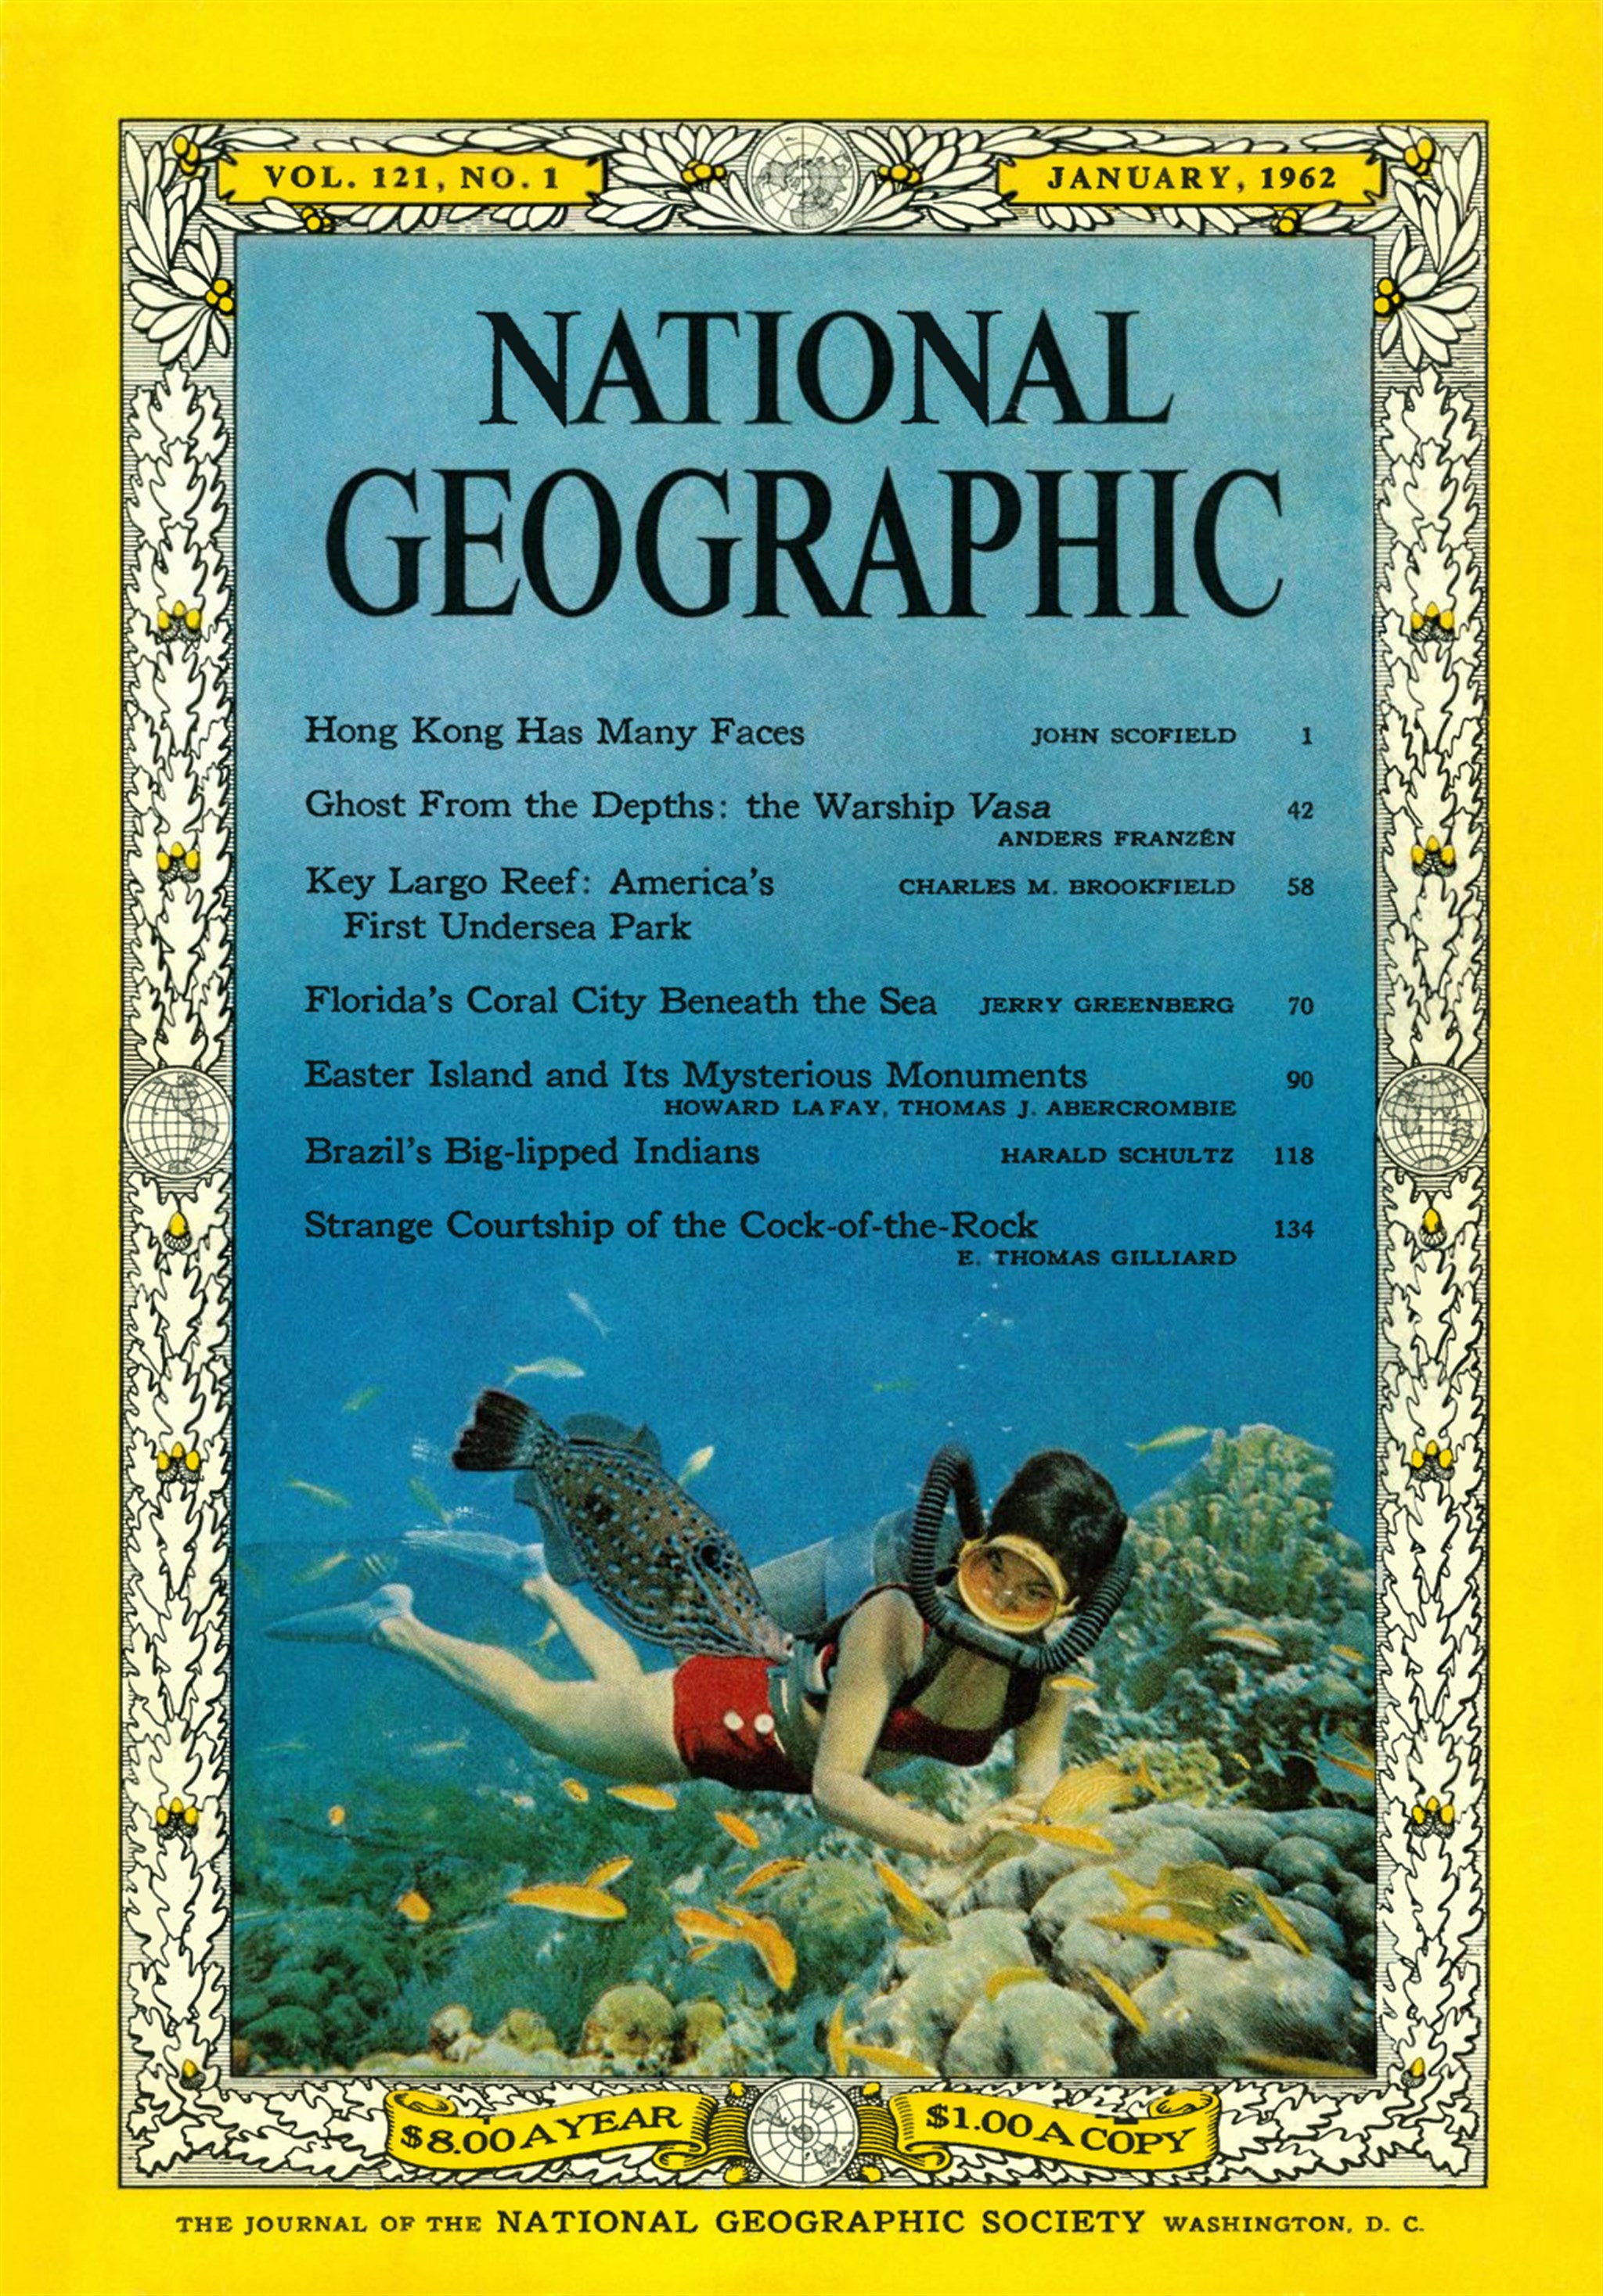 VOL. 121, NO. 1
JANUARY, 1962
NATIONAL
GEOGRAPHIC
Hong Kong Has Many Faces JOHN SCOFIELD 1
Ghost From the Depths: the Warship Vasa 42
ANDERS FRANZÉN
Key Largo Reef: America's CHARLES M. BROOKFIELD 58
First Undersea Park
Florida's Coral City Beneath the Sea JERRY GREENBERG 70
Easter Island and Its Mysterious Monuments 90
HOWARD LA FAY, THOMAS J. ABERCROMBIE
Brazil's Big-lipped Indians HARALD SCHULTZ 118
Strange Courtship of the Cock-of-the-Rock 134
E. THOMAS GILLIARD
$8.00 A YEAR
$1.00 A COPY
THE JOURNAL OF THE NATIONAL GEOGRAPHIC SOCIETY WASHINGTON, D. C.